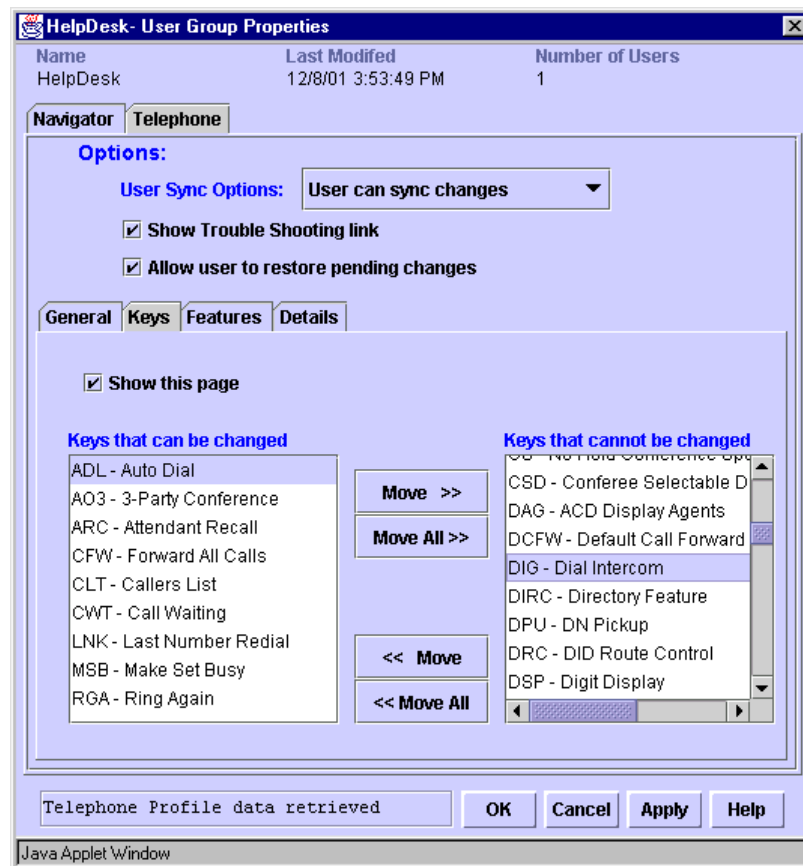 HelpDesk- User Group Properties
Name Last Modifed Number of Users
HelpDesk 12/8/01 3:53:49 PM 1
Navigator Telephone
Options:
User Sync Options: User can sync changes
Show Trouble Shooting link
Allow user to restore pending changes
General Keys Features Details
Show this page
Keys that can be changed
ADL - Auto Dial
AO3 - 3-Party Conference
ARC - Attendant Recall
CFW - Forward All Calls
CLT - Callers List
CWT - Call Waiting
LNK - Last Number Redial
MSB - Make Set Busy
RGA - Ring Again
Move >>
Move All >>
<< Move
<< Move All
Keys that cannot be changed
CSD - Conferee Selectable D
DAG - ACD Display Agents
DCFW - Default Call Forward
DIG - Dial Intercom
DIRC - Directory Feature
DPU - DN Pickup
DRC - DID Route Control
DSP - Digit Display
Telephone Profile data retrieved
OK Cancel Apply Help
Java Applet Window